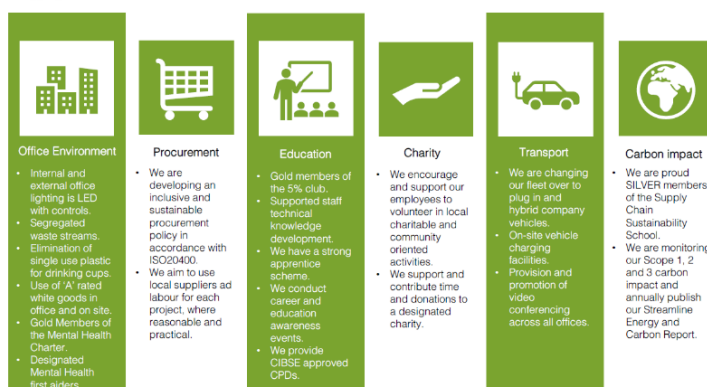 Office Environment
• Internal and
external office
lighting is LED
with controls.
• Segregated
waste streams.
• Elimination of
single use plastic
for drinking cups.
• Use of 'A' rated
white goods in
office and on site.
• Gold Members of
the Mental Health
Charter.
• Designated
Mental Health
first aiders
Procurement
• We are
developing an
inclusive and
sustainable
procurement
policy in
accordance with
ISO20400.
• We aim to use
local suppliers ad
labour for each
project, where
reasonable and
practical.
Education
• Gold members of
the 5% club.
• Supported staff
technical
knowledge
development.
• We have a strong
apprentice
scheme.
• We conduct
career and
education
awareness
events.
• We provide
CIBSE approved
CPDs.
Charity
• We encourage
and support our
employees to
volunteer in local
charitable and
community
oriented
activities.
• We support and
contribute time
and donations to
a designated
charity.
Transport
• We are changing
our fleet over to
plug in and
hybrid company
vehicles.
• On-site vehicle
charging
facilities.
• Provision and
promotion of
video
conferencing
across all offices.
Carbon impact
• We are proud
SILVER members
of the Supply
Chain
Sustainability
School.
• We are monitoring
our Scope 1, 2
and 3 carbon
impact and
annually publish
our Streamline
Energy and
Carbon Report.